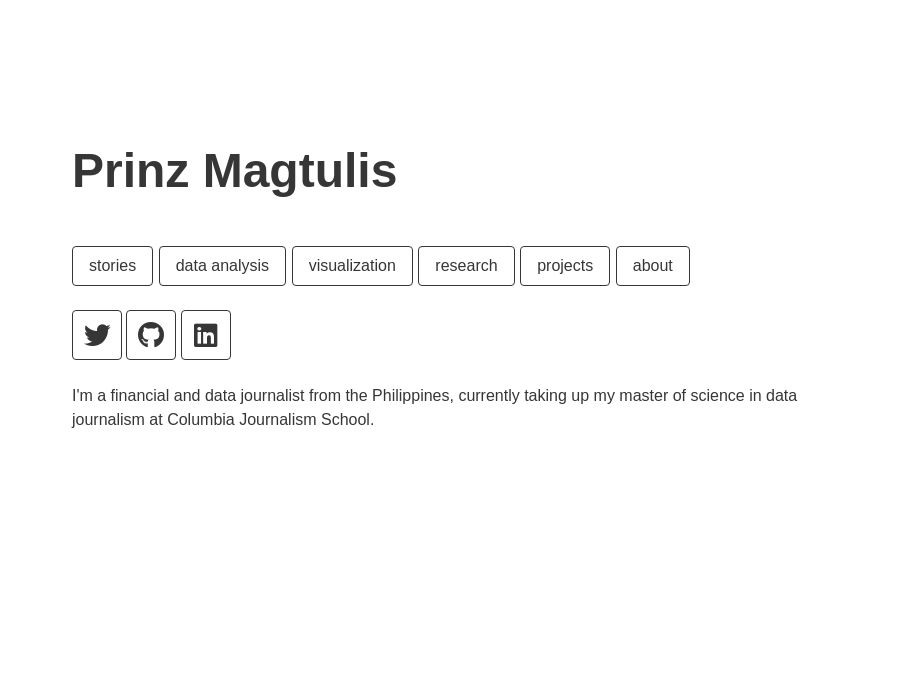 Prinz Magtulis
stories data analysis visualization research projects about
I'm a financial and data journalist from the Philippines, currently taking up my master of science in data
journalism at Columbia Journalism School.